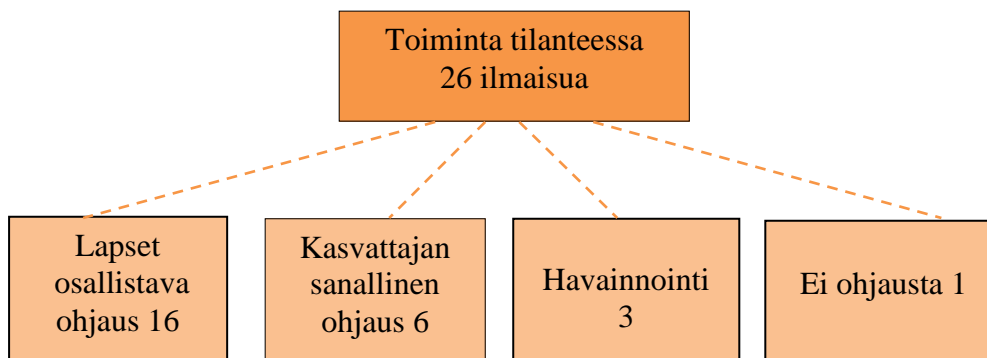 Toiminta tilanteessa
26 ilmaisua
Lapset
osallistava
ohjaus 16
Kasvattajan
sanallinen
ohjaus 6
Havainnointi
3
Ei ohjausta 1